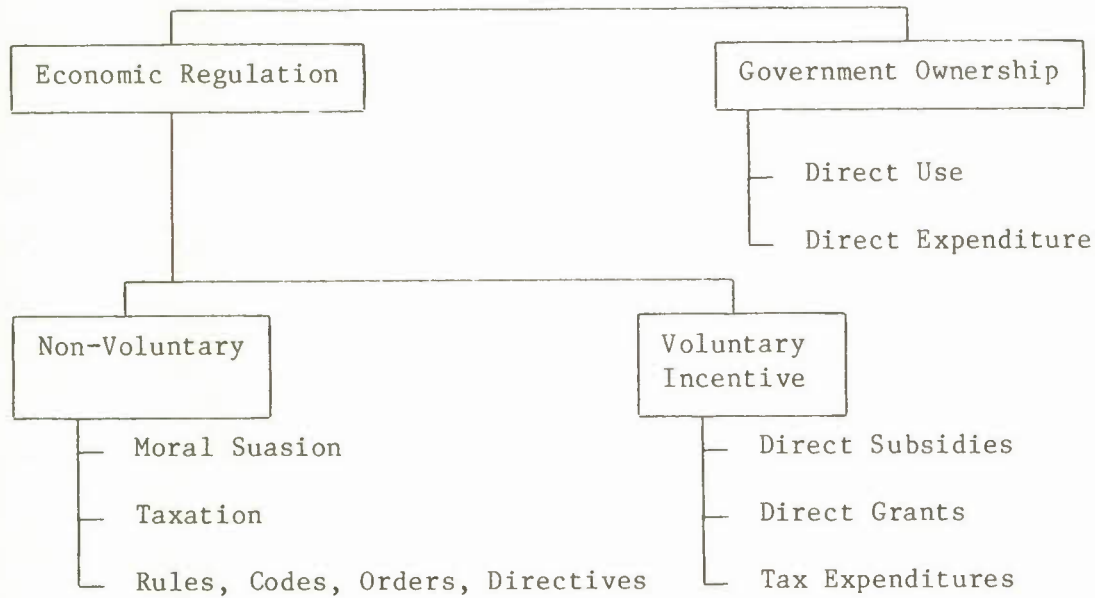 Economic Regulation
Government Ownership
Direct Use
Direct Expenditure
Non-Voluntary
Voluntary
Incentive
Moral Suasion
Taxation
Rules, Codes, Orders, Directives
Direct Subsidies
Direct Grants
Tax Expenditures